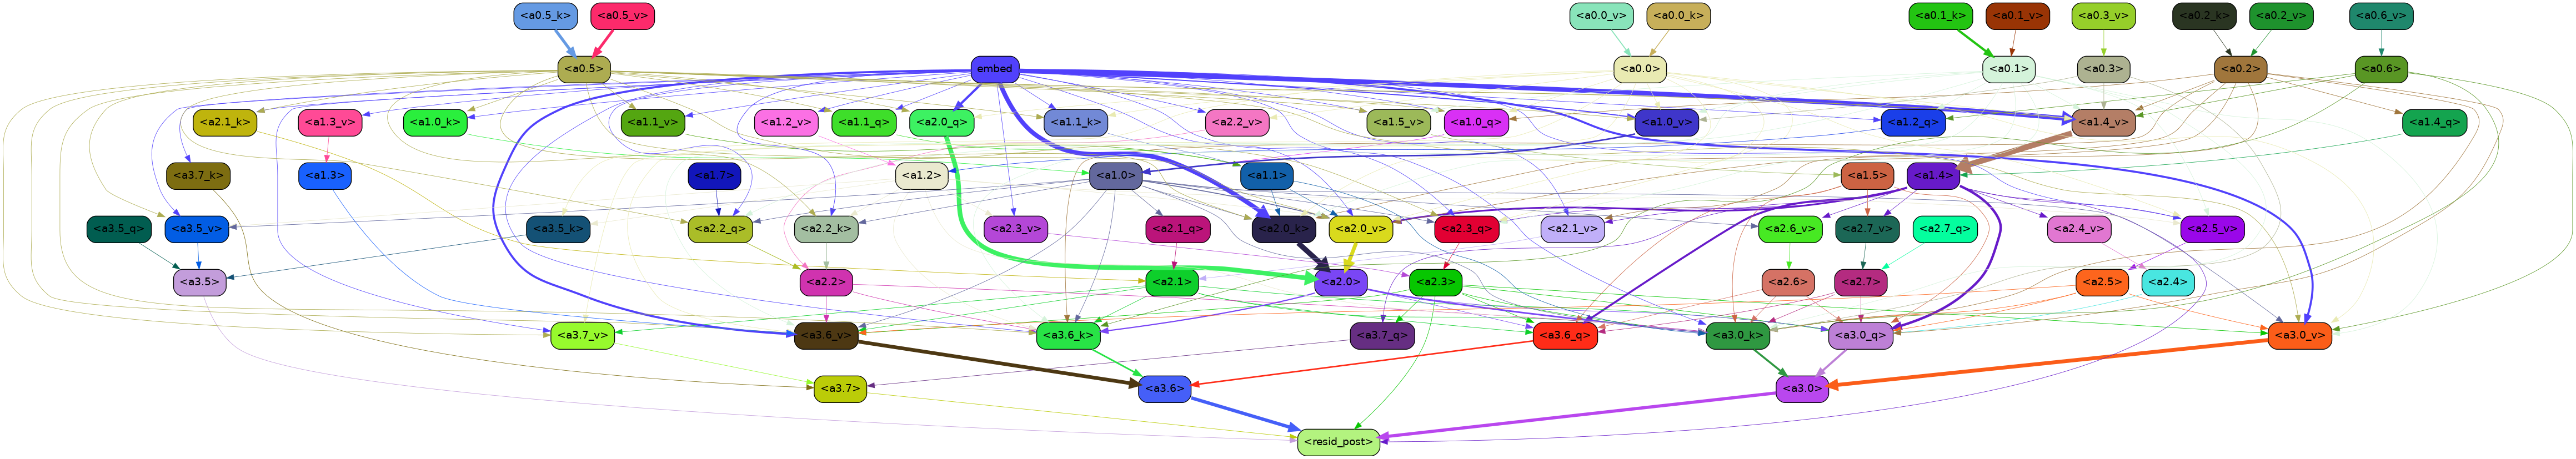 <a0.5_k> <a0.5_v> <a0.0_v> <a0.0_k> <a0.1_k> <a0.1_v> <a0.3_v> <a0.2_k> <a0.2_v> <a0.6_v>
<a0.5> embed <a0.0> <a0.1> <a0.3> <a0.2> <a0.6>
<a2.1_k> <a1.3_v> <a1.0_k> <a1.1_v> <a1.2_v> <a1.1_q> <a2.0_q> <a1.1_k> <a2.2_v> <a1.5_v> <a1.0_q> <a1.0_v> <a1.2_q> <a1.4_v> <a1.4_q>
<a3.7_k> <a1.3> <a1.7> <a1.2> <a1.0> <a1.1> <a1.5> <a1.4>
<a3.5_q> <a3.5_v> <a3.5_k> <a2.2_q> <a2.2_k> <a2.3_v> <a2.1_q> <a2.0_k> <a2.0_v> <a2.3_q> <a2.1_v> <a2.6_v> <a2.7_v> <a2.7_q> <a2.4_v> <a2.5_v>
<a3.5> <a2.2> <a2.1> <a2.0> <a2.3> <a2.6> <a2.7> <a2.5> <a2.4>
<a3.7_v> <a3.6_v> <a3.6_k> <a3.7_q> <a3.6_q> <a3.0_k> <a3.0_q> <a3.0_v>
<a3.7> <a3.6> <a3.0>
<resid_post>